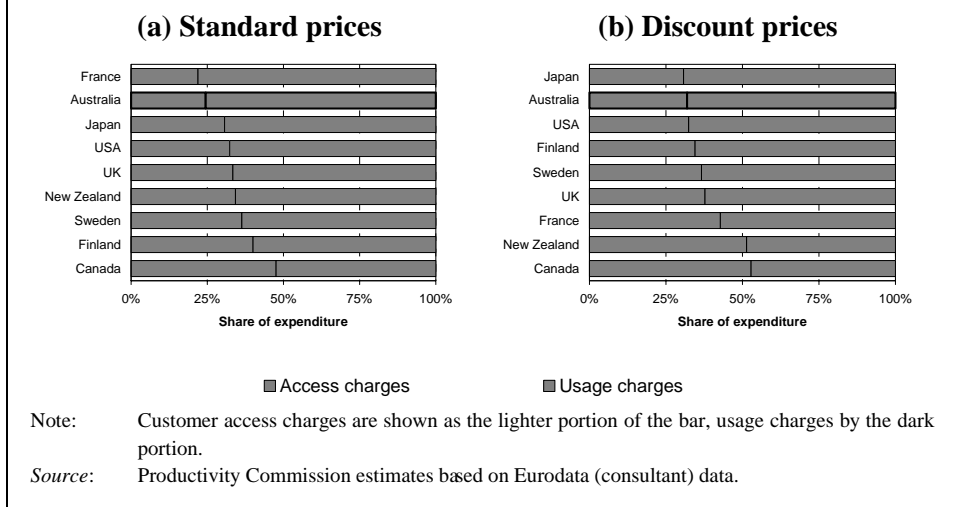 (a) Standard prices
France
Australia
Japan
USA
UK
New Zealand
Sweden
Finland
Canada
0% 25% 50% 75% 100%
Share of expenditure
(b) Discount prices
Japan
Australia
USA
Finland
Sweden
UK
France
New Zealand
Canada
0% 25% 50% 75% 100%
Share of expenditure
Access charges Usage charges
Note: Customer access charges are shown as the lighter portion of the bar, usage charges by the dark
portion.
Source: Productivity Commission estimates based on Eurodata (consultant) data.